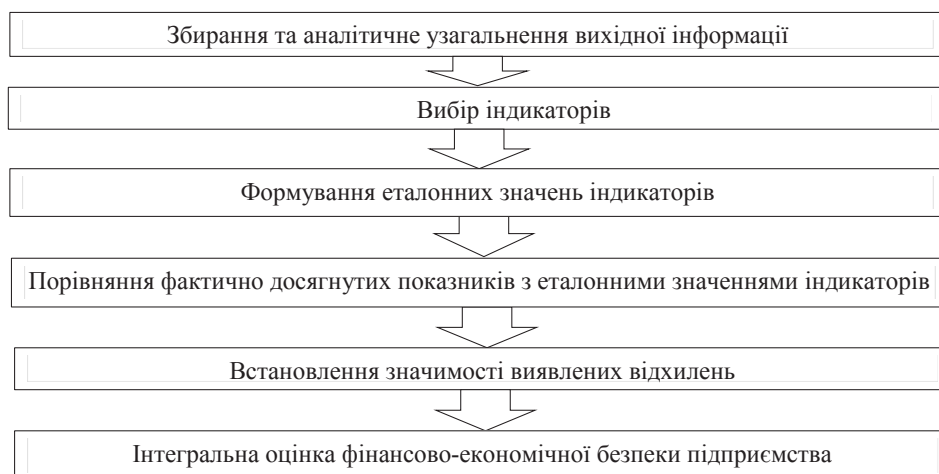 Збирання та аналітичне узагальнення вихідної інформації
Вибір індикаторів
Формування еталонних значень індикаторів
Порівняння фактично досягнутих показників з еталонними значеннями індикаторів
Встановлення значимості виявлених відхилень
Інтегральна оцінка фінансово-економічної безпеки підприємства